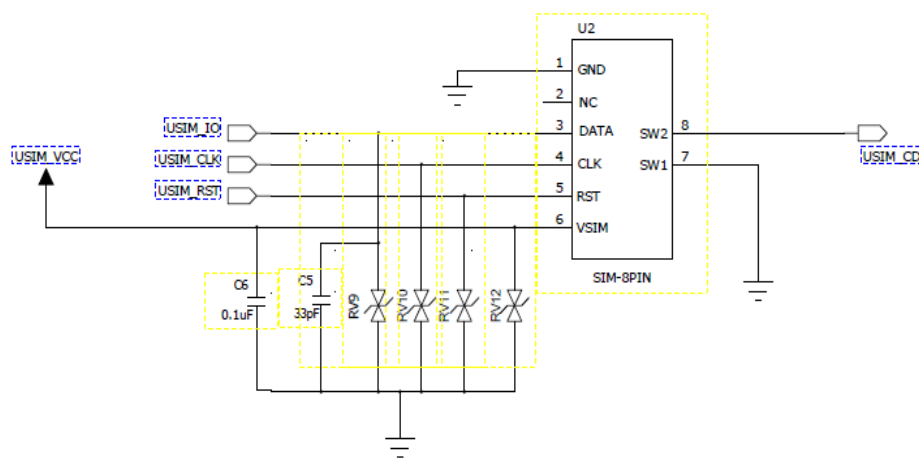 U2
1
GND
2
NC
USIM_IO
3
DATA
SW2
8
USIM_VCC
USIM_CLK
4
CLK
SW1
7
USIM_CD
USIM_RST
5
RST
6
VSIM
SIM-8PIN
C6
0.1uF
C5
33pF
RV9
RV10
RV11
RV12